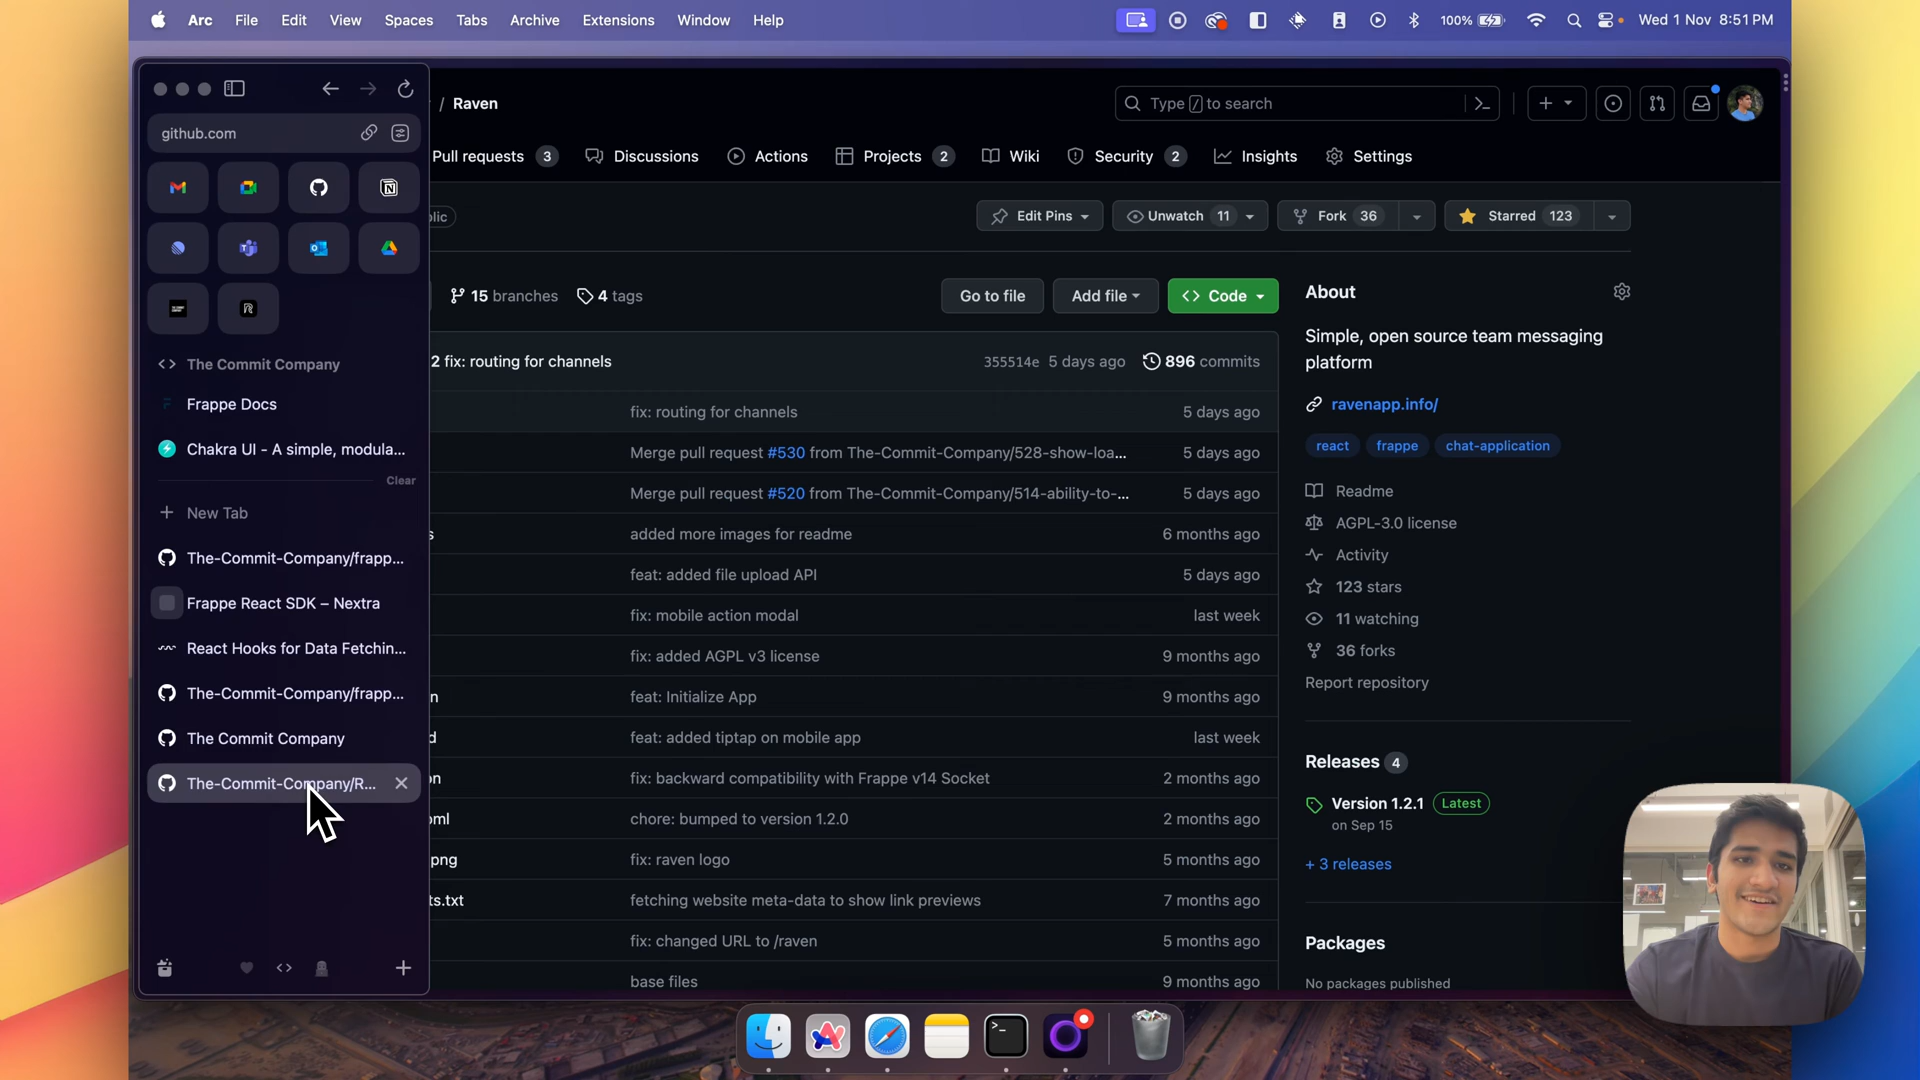 Arc File Edit View Spaces Tabs Archive Extensions Window Help
100% Wed 1 Nov 8:51 PM
/ Raven
Type / to search
github.com
Pull requests 3 Discussions Actions Projects 2 Wiki Security 2 Insights Settings
Edit Pins Unwatch 11 Fork 36 Starred 123
15 branches 4 tags
Go to file Add file <> Code
The Commit Company
Frappe Docs
Chakra UI - A simple, modula...
Clear
+ New Tab
The-Commit-Company/frapp...
Frappe React SDK – Nextra
React Hooks for Data Fetchin...
The-Commit-Company/frapp...
The Commit Company
The-Commit-Company/R...
2 fix: routing for channels 355514e 5 days ago 896 commits
fix: routing for channels 5 days ago
Merge pull request #530 from The-Commit-Company/528-show-loa... 5 days ago
Merge pull request #520 from The-Commit-Company/514-ability-to-... 5 days ago
s added more images for readme 6 months ago
feat: added file upload API 5 days ago
fix: mobile action modal last week
fix: added AGPL v3 license 9 months ago
n feat: Initialize App 9 months ago
d feat: added tiptap on mobile app last week
on fix: backward compatibility with Frappe v14 Socket 2 months ago
oml chore: bumped to version 1.2.0 2 months ago
png fix: raven logo 5 months ago
ts.txt fetching website meta-data to show link previews 7 months ago
fix: changed URL to /raven 5 months ago
base files 9 months ago
About
Simple, open source team messaging
platform
ravenapp.info/
react frappe chat-application
Readme
AGPL-3.0 license
Activity
123 stars
11 watching
36 forks
Report repository
Releases 4
Version 1.2.1 Latest
on Sep 15
+ 3 releases
Packages
No packages published